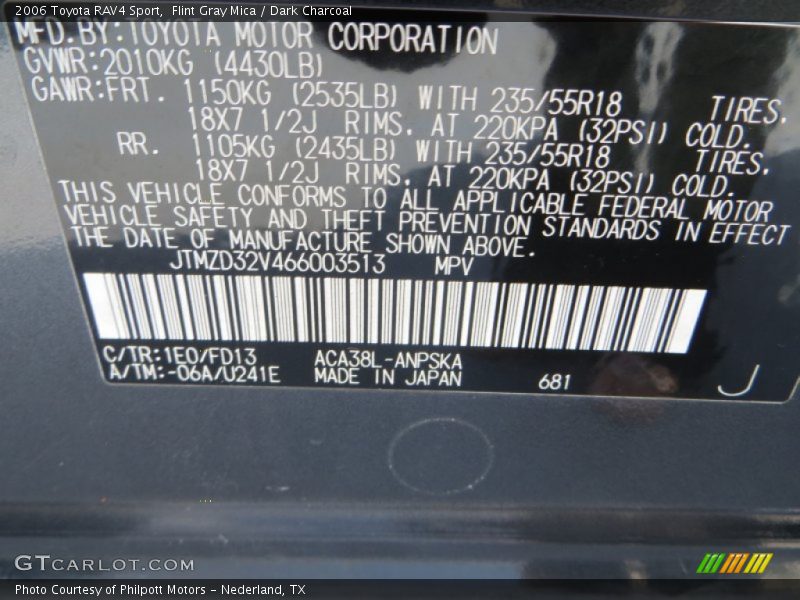 2006 Toyota RAV4 Sport,  Flint Gray Mica / Dark Charcoal
MFD.BY:TOYOTA MOTOR CORPORATION
GVWR:2010KG (4430LB)
GAWR:FRT. 1150KG (2535LB) WITH 235/55R18 TIRES,
18X7 1/2J RIMS, AT 220KPA (32PSI) COLD.
RR. 1105KG (2435LB) WITH 235/55R18 TIRES,
18X7 1/2J RIMS, AT 220KPA (32PSI) COLD.
THIS VEHICLE CONFORMS TO ALL APPLICABLE FEDERAL MOTOR
VEHICLE SAFETY AND THEFT PREVENTION STANDARDS IN EFFECT
THE DATE OF MANUFACTURE SHOWN ABOVE.
JTMZD32V466003513 MPV
C/TR:1E0/FD13 ACA38L-ANPSKA
A/TM:-06A/U241E MADE IN JAPAN 681 J
GTCARLOT.COM
Photo Courtesy of Philpott Motors - Nederland, TX